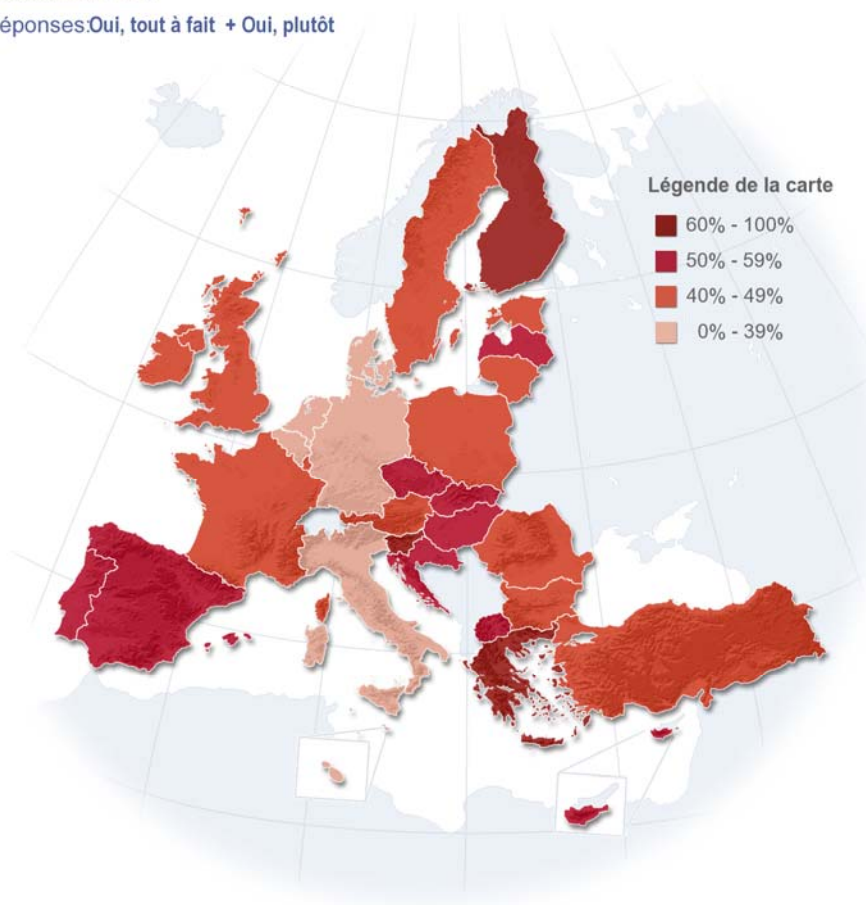 éponses:Oui, tout à fait + Oui, plutôt
Légende de la carte
60% - 100%
50% - 59%
40% - 49%
0% - 39%